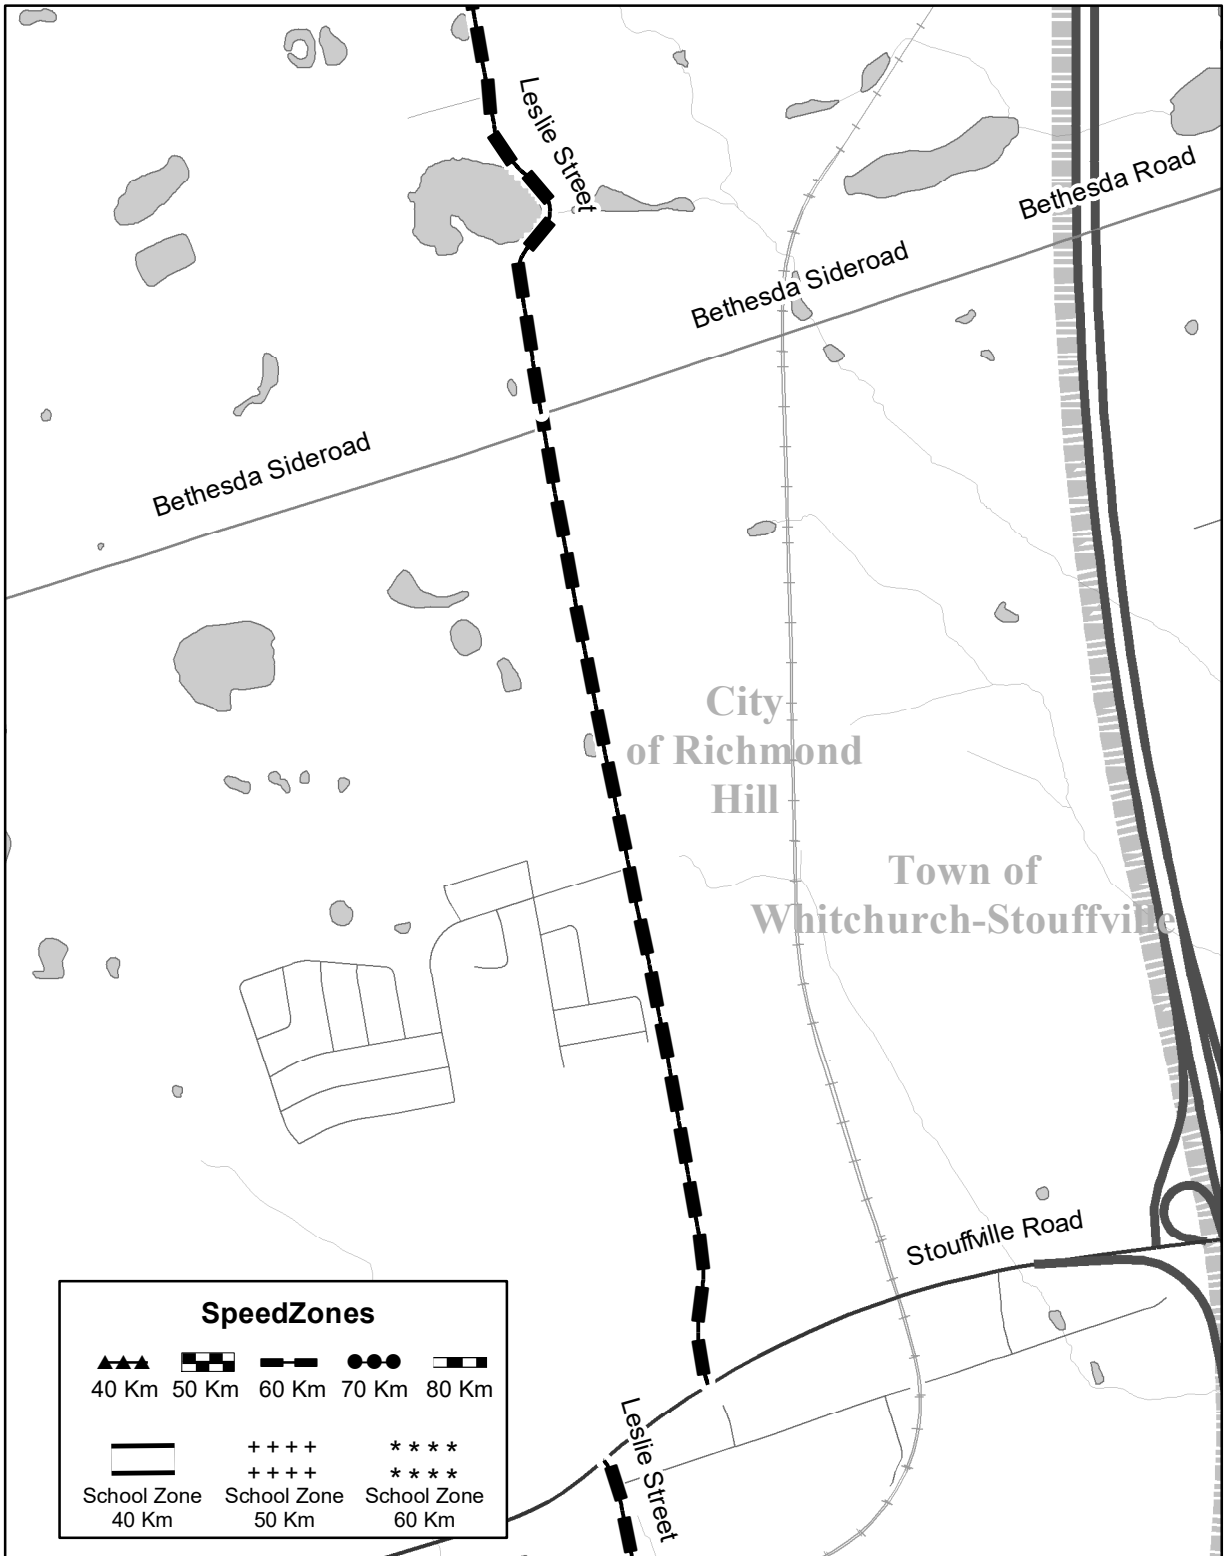 Leslie Street
Bethesda Road
Bethesda Sideroad
Bethesda Sideroad
City
of Richmond
Hill
Town of
Whitchurch-Stouffville
Stouffville Road
Leslie Street
SpeedZones
40 Km 50 Km 60 Km 70 Km 80 Km
School Zone School Zone School Zone
40 Km 50 Km 60 Km